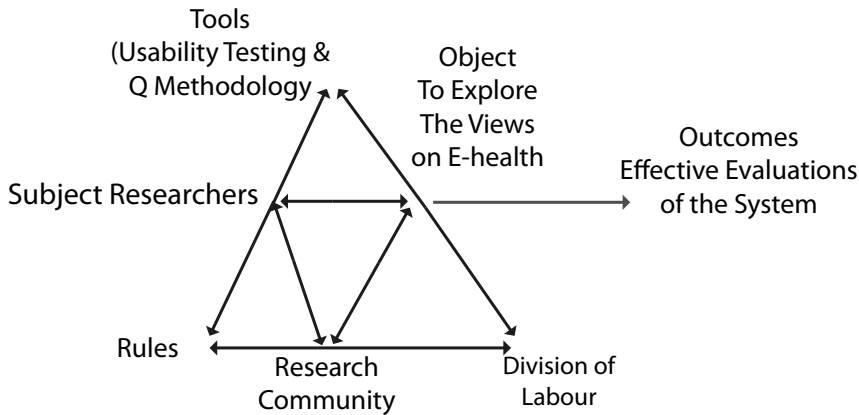 Tools
(Usability Testing &
Q Methodology
Object
To Explore
The Views
on E-health
Outcomes
Effective Evaluations
of the System
Subject Researchers
Rules
Research
Community
Division of
Labour